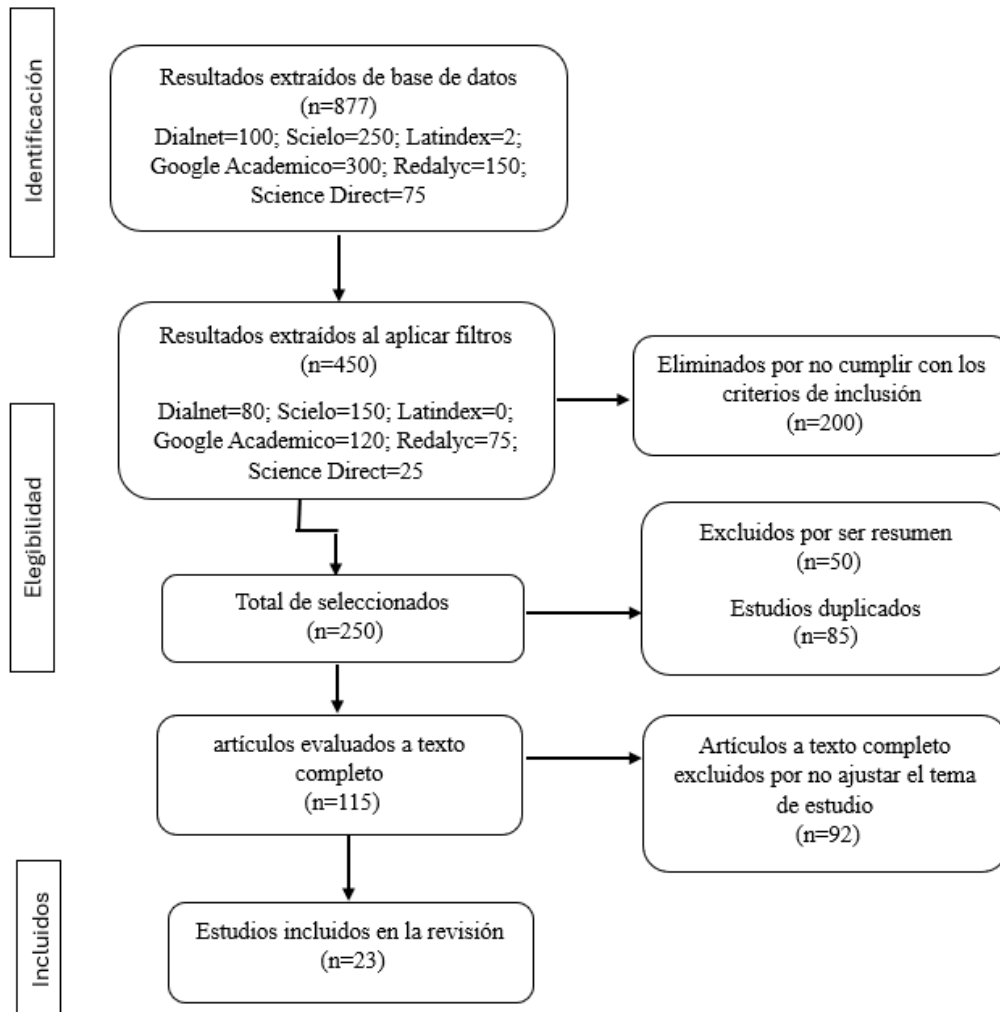 Identificación
Resultados extraídos de base de datos
(n=877)
Dialnet=100; Scielo=250; Latindex=2;
Google Academico=300; Redalyc=150;
Science Direct=75
Resultados extraídos al aplicar filtros
(n=450)
Dialnet=80; Scielo=150; Latindex=0;
Google Academico=120; Redalyc=75;
Science Direct=25
Eliminados por no cumplir con los
criterios de inclusión
(n=200)
Elegibilidad
Total de seleccionados
(n=250)
Excluidos por ser resumen
(n=50)
Estudios duplicados
(n=85)
artículos evaluados a texto
completo
(n=115)
Artículos a texto completo
excluidos por no ajustar el tema
de estudio
(n=92)
Incluidos
Estudios incluidos en la revisión
(n=23)